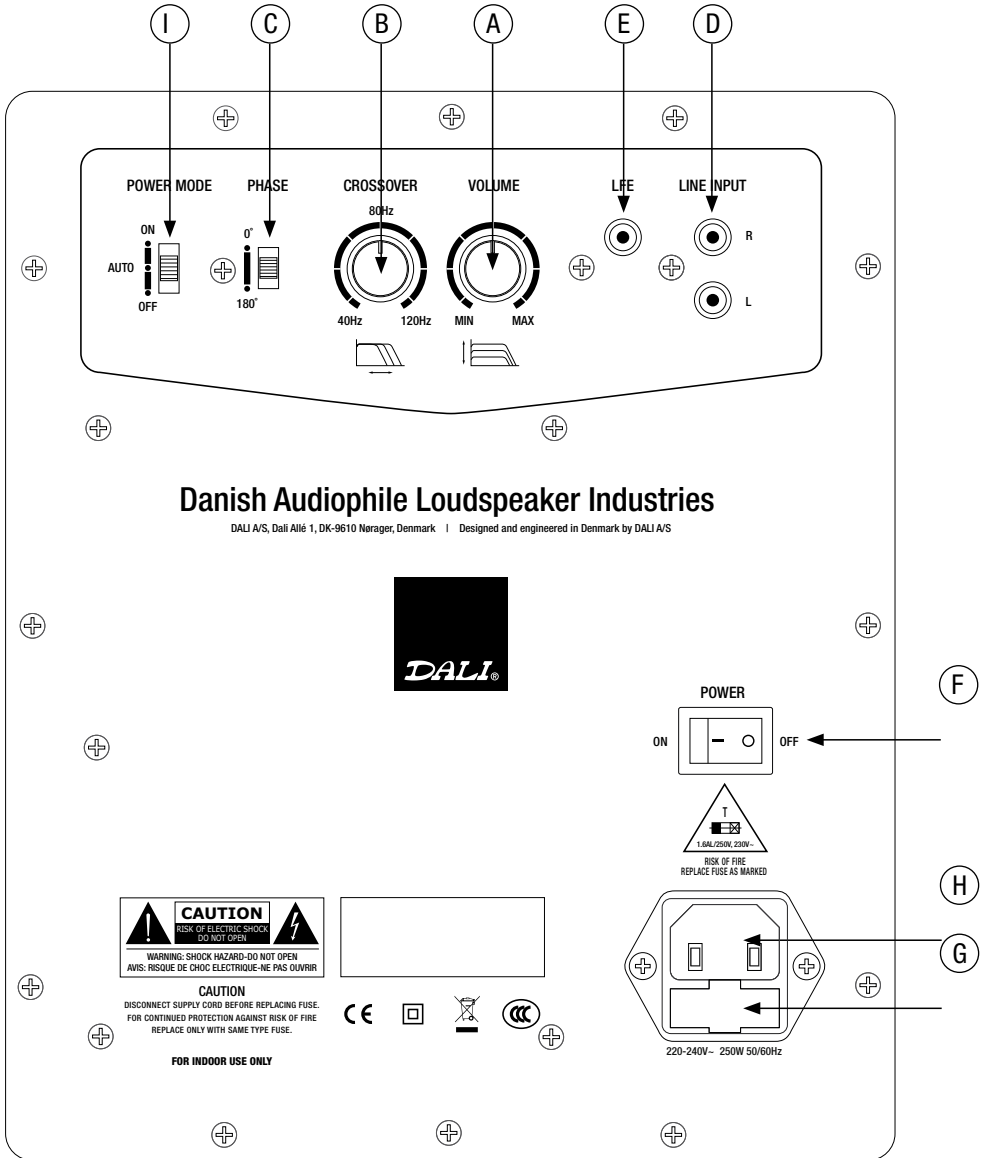 I C B A E D
POWER MODE PHASE CROSSOVER VOLUME LFE LINE INPUT
80Hz
ON 0° R
AUTO
OFF 180° L
40Hz 120Hz MIN MAX
Danish Audiophile Loudspeaker Industries
DALI A/S, Dali Allé 1, DK-9610 Nørager, Denmark | Designed and engineered in Denmark by DALI A/S
DALI®
F
POWER
ON OFF
T
1.6AL/250V, 230V~
RISK OF FIRE
REPLACE FUSE AS MARKED
H
G
CAUTION
RISK OF ELECTRIC SHOCK
DO NOT OPEN
WARNING: SHOCK HAZARD-DO NOT OPEN
AVIS: RISQUE DE CHOC ELECTRIQUE-NE PAS OUVRIR
CAUTION
DISCONNECT SUPPLY CORD BEFORE REPLACING FUSE.
FOR CONTINUED PROTECTION AGAINST RISK OF FIRE
REPLACE ONLY WITH SAME TYPE FUSE.
CE CCC
FOR INDOOR USE ONLY
220-240V~ 250W 50/60Hz